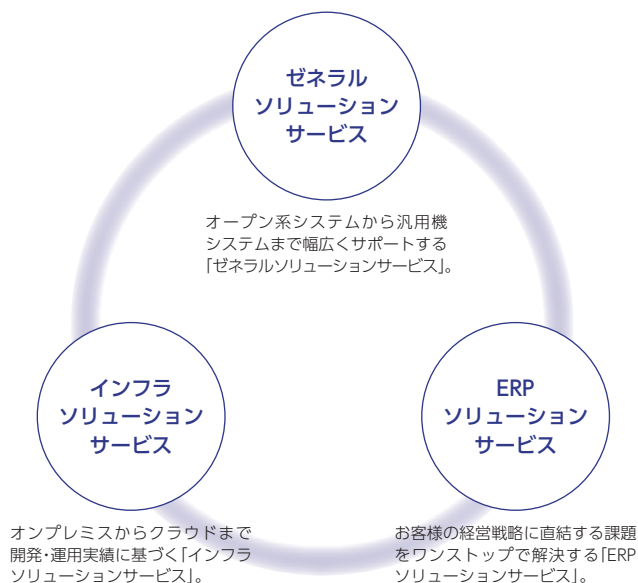 ゼネラル
ソリューション
サービス
オープン系システムから汎用機
システムまで幅広くサポートする
「ゼネラルソリューションサービス」。
インフラ
ソリューション
サービス
オンプレミスからクラウドまで
開発・運用実績に基づく「インフラ
ソリューションサービス」。
ERP
ソリューション
サービス
お客様の経営戦略に直結する課題
をワンストップで解決する「ERP
ソリューションサービス」。